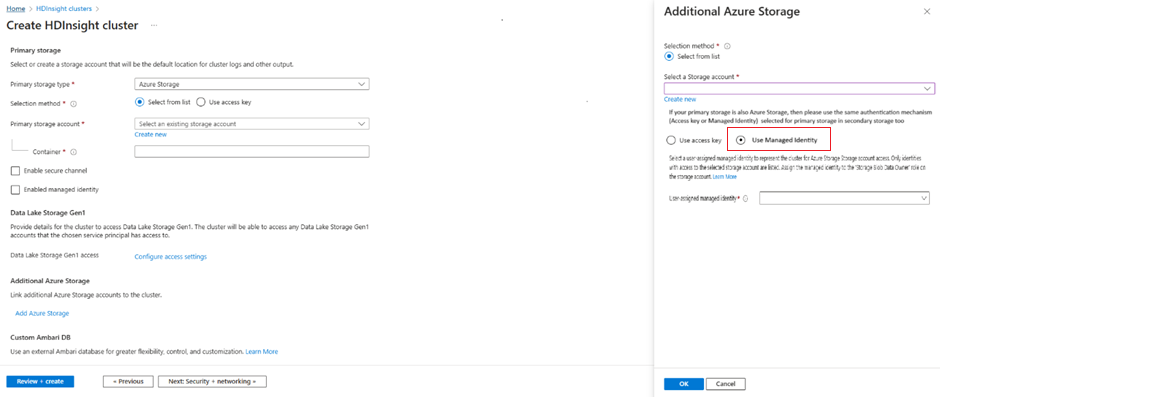 Home > HDInsight clusters >
Create HDInsight cluster ...
Primary storage
Select or create a storage account that will be the default location for cluster logs and other output.
Primary storage type *
Azure Storage
Selection method *
Select from list
Use access key
Primary storage account *
Select an existing storage account
Create new
Container *
Enable secure channel
Enabled managed identity
Data Lake Storage Gen1
Provide details for the cluster to access Data Lake Storage Gen1. The cluster will be able to access any Data Lake Storage Gen1
accounts that the chosen service principal has access to.
Data Lake Storage Gen1 access
Configure access settings
Additional Azure Storage
Link additional Azure Storage accounts to the cluster.
Add Azure Storage
Custom Ambari DB
Use an external Ambari database for greater flexibility, control, and customization. Learn More
Review + create
« Previous
Next: Security + networking »
Additional Azure Storage
Selection method *
Select from list
Select a Storage account *
Create new
If your primary storage is also Azure Storage, then please use the same authentication mechanism
(Access key or Managed Identity) selected for primary storage in secondary storage too
Use access key
Use Managed Identity
Select a user-assigned managed identity to represent the cluster for Azure Storage Storage account access. Only identities
with access to the selected storage account are listed. Assign the managed identity to the 'Storage Blob Data Owner' role on
the storage account. Learn More
User-assigned managed identity *
OK
Cancel